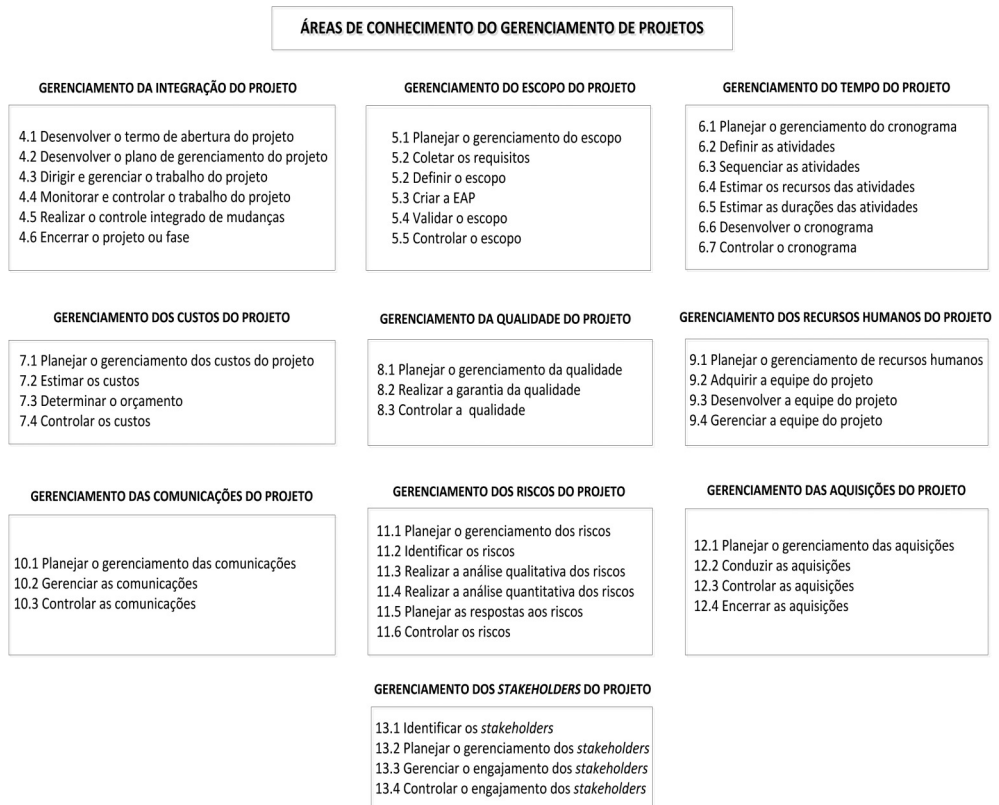 ÁREAS DE CONHECIMENTO DO GERENCIAMENTO DE PROJETOS
GERENCIAMENTO DA INTEGRAÇÃO DO PROJETO
4.1 Desenvolver o termo de abertura do projeto
4.2 Desenvolver o plano de gerenciamento do projeto
4.3 Dirigir e gerenciar o trabalho do projeto
4.4 Monitorar e controlar o trabalho do projeto
4.5 Realizar o controle integrado de mudanças
4.6 Encerrar o projeto ou fase
GERENCIAMENTO DO ESCOPO DO PROJETO
5.1 Planejar o gerenciamento do escopo
5.2 Coletar os requisitos
5.2 Definir o escopo
5.3 Criar a EAP
5.4 Validar o escopo
5.5 Controlar o escopo
GERENCIAMENTO DO TEMPO DO PROJETO
6.1 Planejar o gerenciamento do cronograma
6.2 Definir as atividades
6.3 Sequenciar as atividades
6.4 Estimar os recursos das atividades
6.5 Estimar as durações das atividades
6.6 Desenvolver o cronograma
6.7 Controlar o cronograma
GERENCIAMENTO DOS CUSTOS DO PROJETO
7.1 Planejar o gerenciamento dos custos do projeto
7.2 Estimar os custos
7.3 Determinar o orçamento
7.4 Controlar os custos
GERENCIAMENTO DA QUALIDADE DO PROJETO
8.1 Planejar o gerenciamento da qualidade
8.2 Realizar a garantia da qualidade
8.3 Controlar a qualidade
GERENCIAMENTO DOS RECURSOS HUMANOS DO PROJETO
9.1 Planejar o gerenciamento de recursos humanos
9.2 Adquirir a equipe do projeto
9.3 Desenvolver a equipe do projeto
9.4 Gerenciar a equipe do projeto
GERENCIAMENTO DAS COMUNICAÇÕES DO PROJETO
10.1 Planejar o gerenciamento das comunicações
10.2 Gerenciar as comunicações
10.3 Controlar as comunicações
GERENCIAMENTO DOS RISCOS DO PROJETO
11.1 Planejar o gerenciamento dos riscos
11.2 Identificar os riscos
11.3 Realizar a análise qualitativa dos riscos
11.4 Realizar a análise quantitativa dos riscos
11.5 Planejar as respostas aos riscos
11.6 Controlar os riscos
GERENCIAMENTO DAS AQUISIÇÕES DO PROJETO
12.1 Planejar o gerenciamento das aquisições
12.2 Conduzir as aquisições
12.3 Controlar as aquisições
12.4 Encerrar as aquisições
GERENCIAMENTO DOS STAKEHOLDERS DO PROJETO
13.1 Identificar os stakeholders
13.2 Planejar o gerenciamento dos stakeholders
13.3 Gerenciar o engajamento dos stakeholders
13.4 Controlar o engajamento dos stakeholders